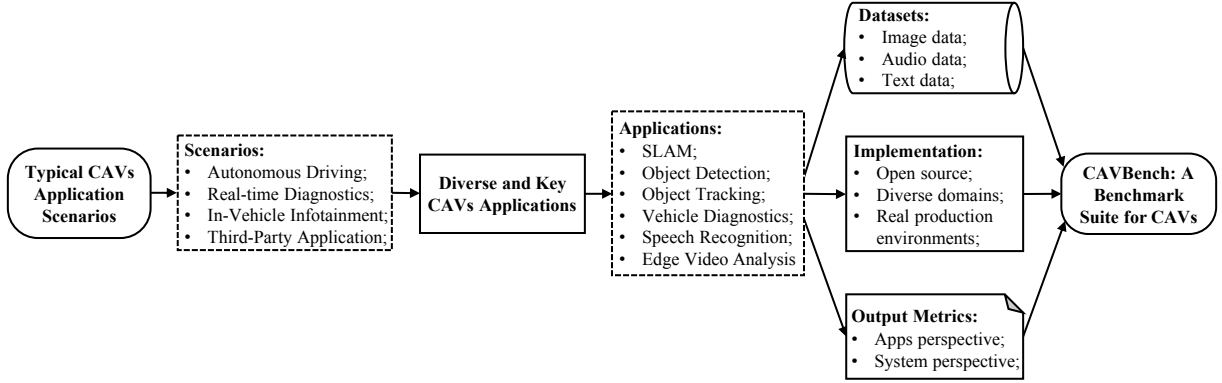 Typical CAVs
Application
Scenarios
Scenarios:
• Autonomous Driving;
• Real-time Diagnostics;
• In-Vehicle Infotainment;
• Third-Party Application;
Diverse and Key
CAVs Applications
Applications:
• SLAM;
• Object Detection;
• Object Tracking;
• Vehicle Diagnostics;
• Speech Recognition;
• Edge Video Analysis
Datasets:
• Image data;
• Audio data;
• Text data;
Implementation:
• Open source;
• Diverse domains;
• Real production
environments;
Output Metrics:
• Apps perspective;
• System perspective;
CAVBench: A
Benchmark
Suite for CAVs